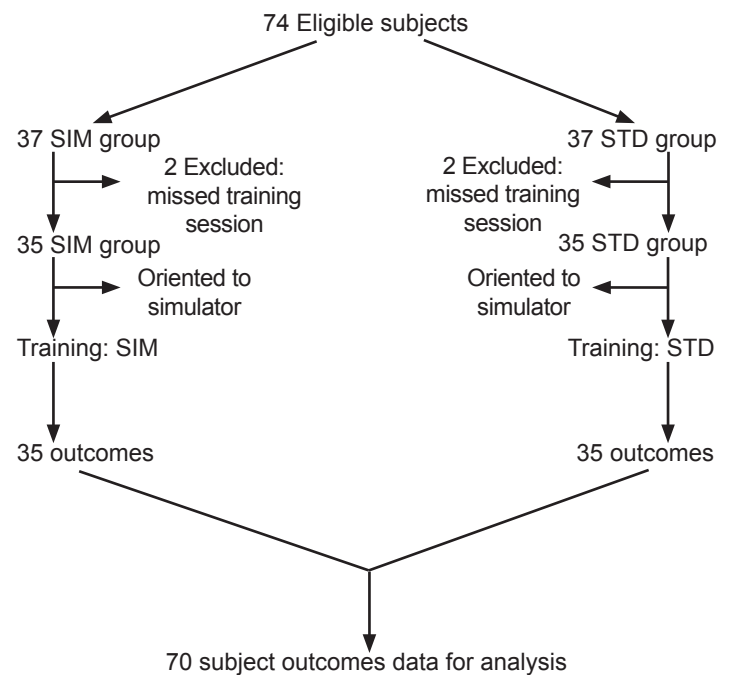 74 Eligible subjects
37 SIM group
37 STD group
2 Excluded:
missed training
session
2 Excluded:
missed training
session
35 SIM group
35 STD group
Oriented to
simulator
Oriented to
simulator
Training: SIM
Training: STD
35 outcomes
35 outcomes
70 subject outcomes data for analysis